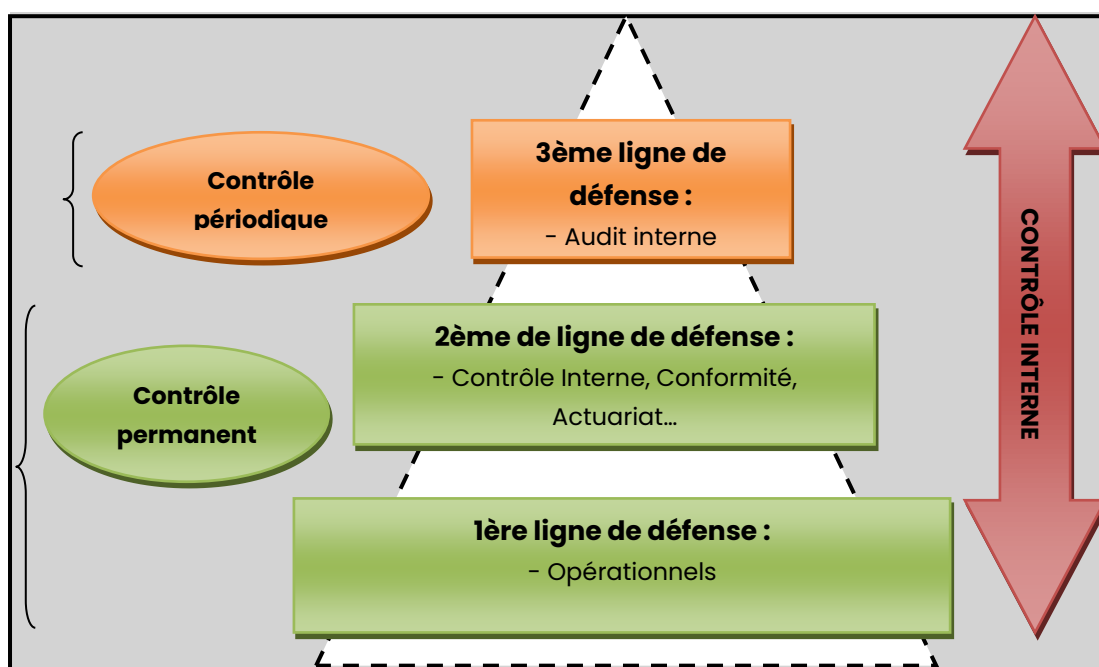 3ème ligne de
défense :
- Audit interne
Contrôle
périodique
2ème de ligne de défense :
- Contrôle Interne, Conformité,
Actuariat…
Contrôle
permanent
1ère ligne de défense :
- Opérationnels
CONTRÔLE INTERNE